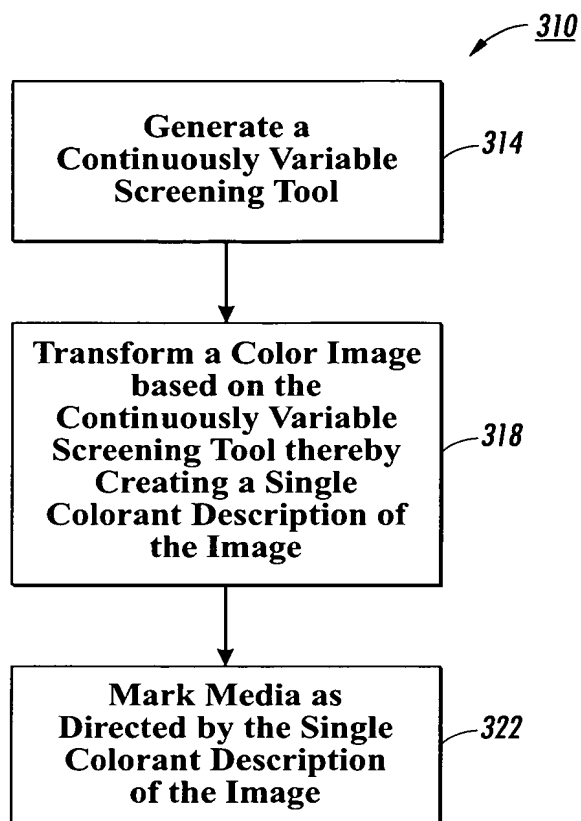 310
Generate a
Continuously Variable
Screening Tool
314
Transform a Color Image
based on the
Continuously Variable
Screening Tool thereby
Creating a Single
Colorant Description of
the Image
318
Mark Media as
Directed by the Single
Colorant Description
of the Image
322